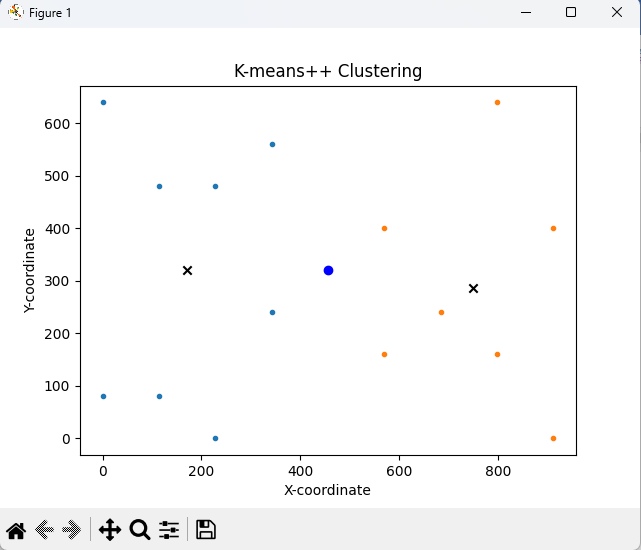 Figure 1
K-means++ Clustering
600
500
400
300
200
100
0
Y-coordinate
0 200 400 600 800
X-coordinate